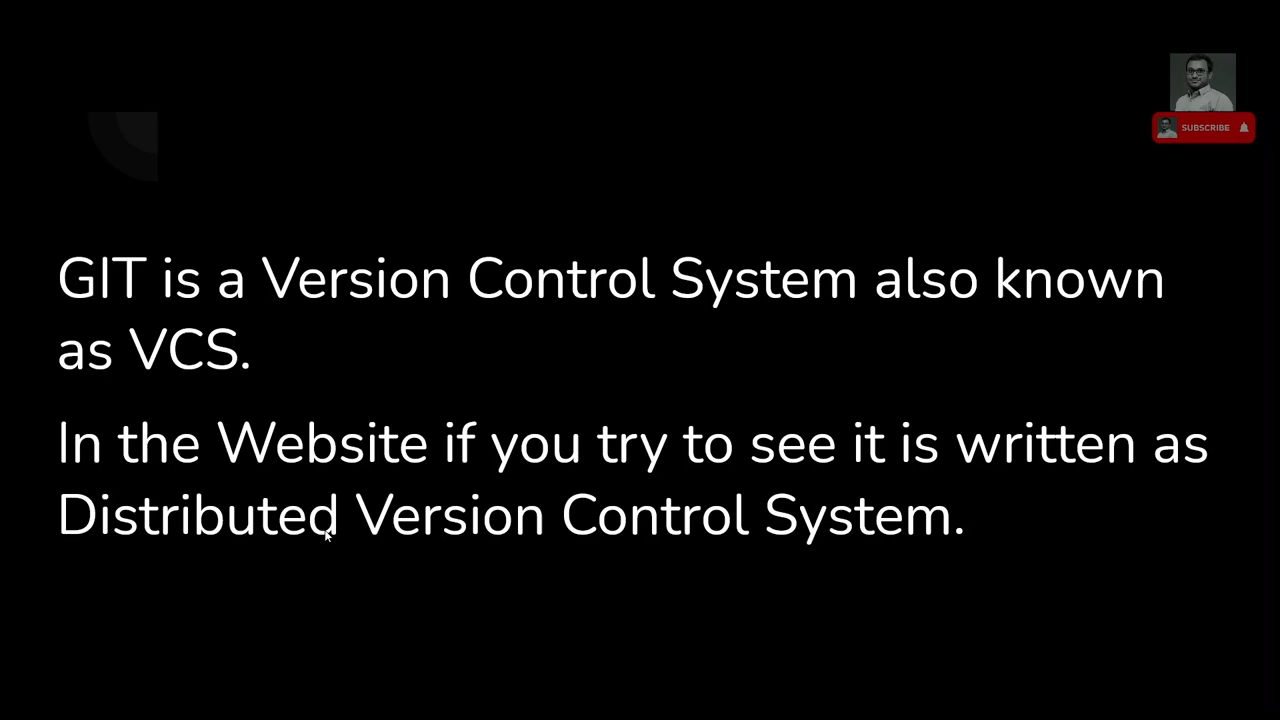 SUBSCRIBE
GIT is a Version Control System also known
as VCS.
In the Website if you try to see it is written as
Distributed Version Control System.